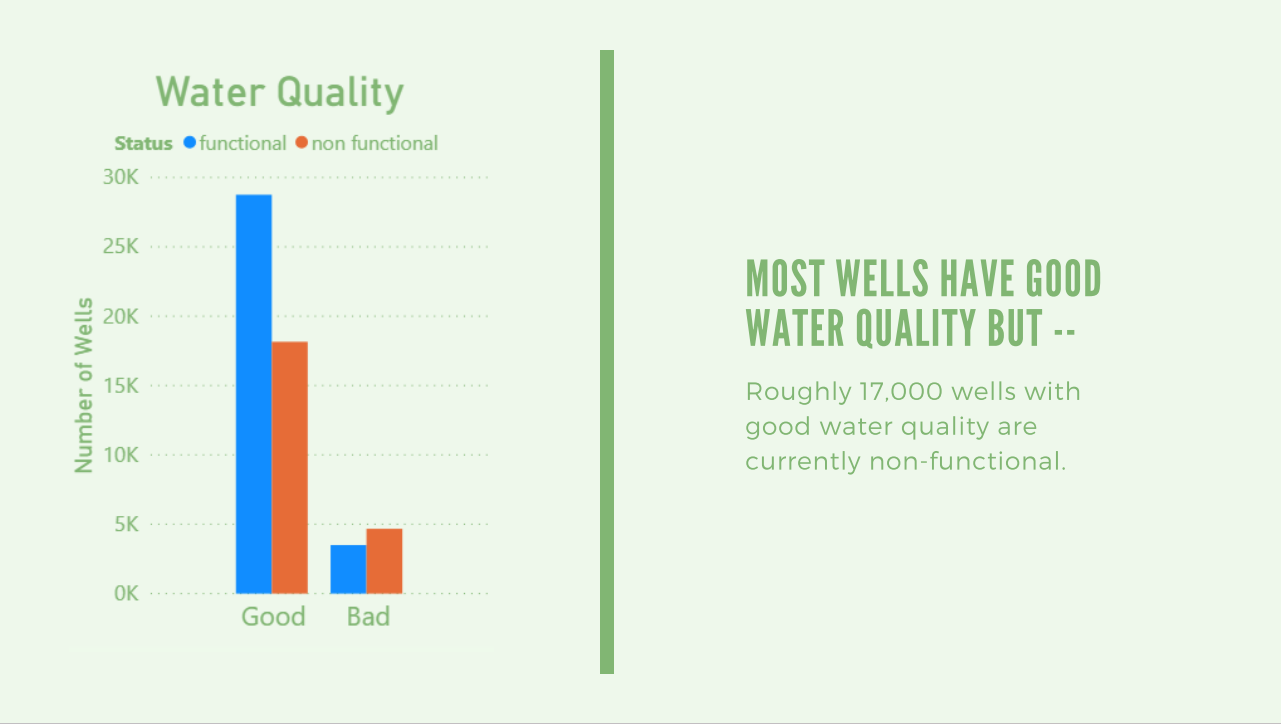 Water Quality
Status functional non functional
30K
25K
20K
15K
10K
5K
0K
Number of Wells
Good Bad
MOST WELLS HAVE GOOD
WATER QUALITY BUT --
Roughly 17,000 wells with
good water quality are
currently non-functional.